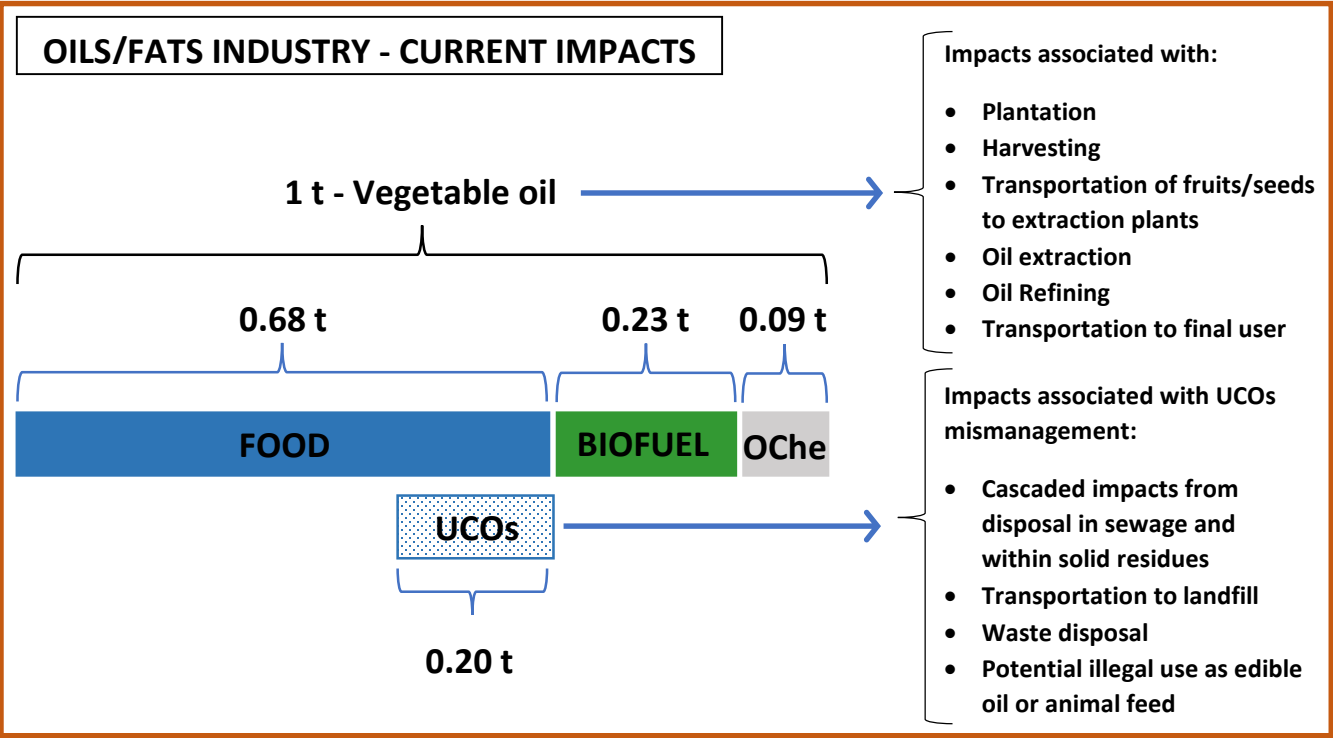 OILS/FATS INDUSTRY - CURRENT IMPACTS
1 t - Vegetable oil
0.68 t
0.23 t
0.09 t
FOOD
BIOFUEL
OChe
UCOs
0.20 t
Impacts associated with:
• Plantation
• Harvesting
• Transportation of fruits/seeds
to extraction plants
• Oil extraction
• Oil Refining
• Transportation to final user
Impacts associated with UCOs
mismanagement:
• Cascaded impacts from
disposal in sewage and
within solid residues
• Transportation to landfill
• Waste disposal
• Potential illegal use as edible
oil or animal feed